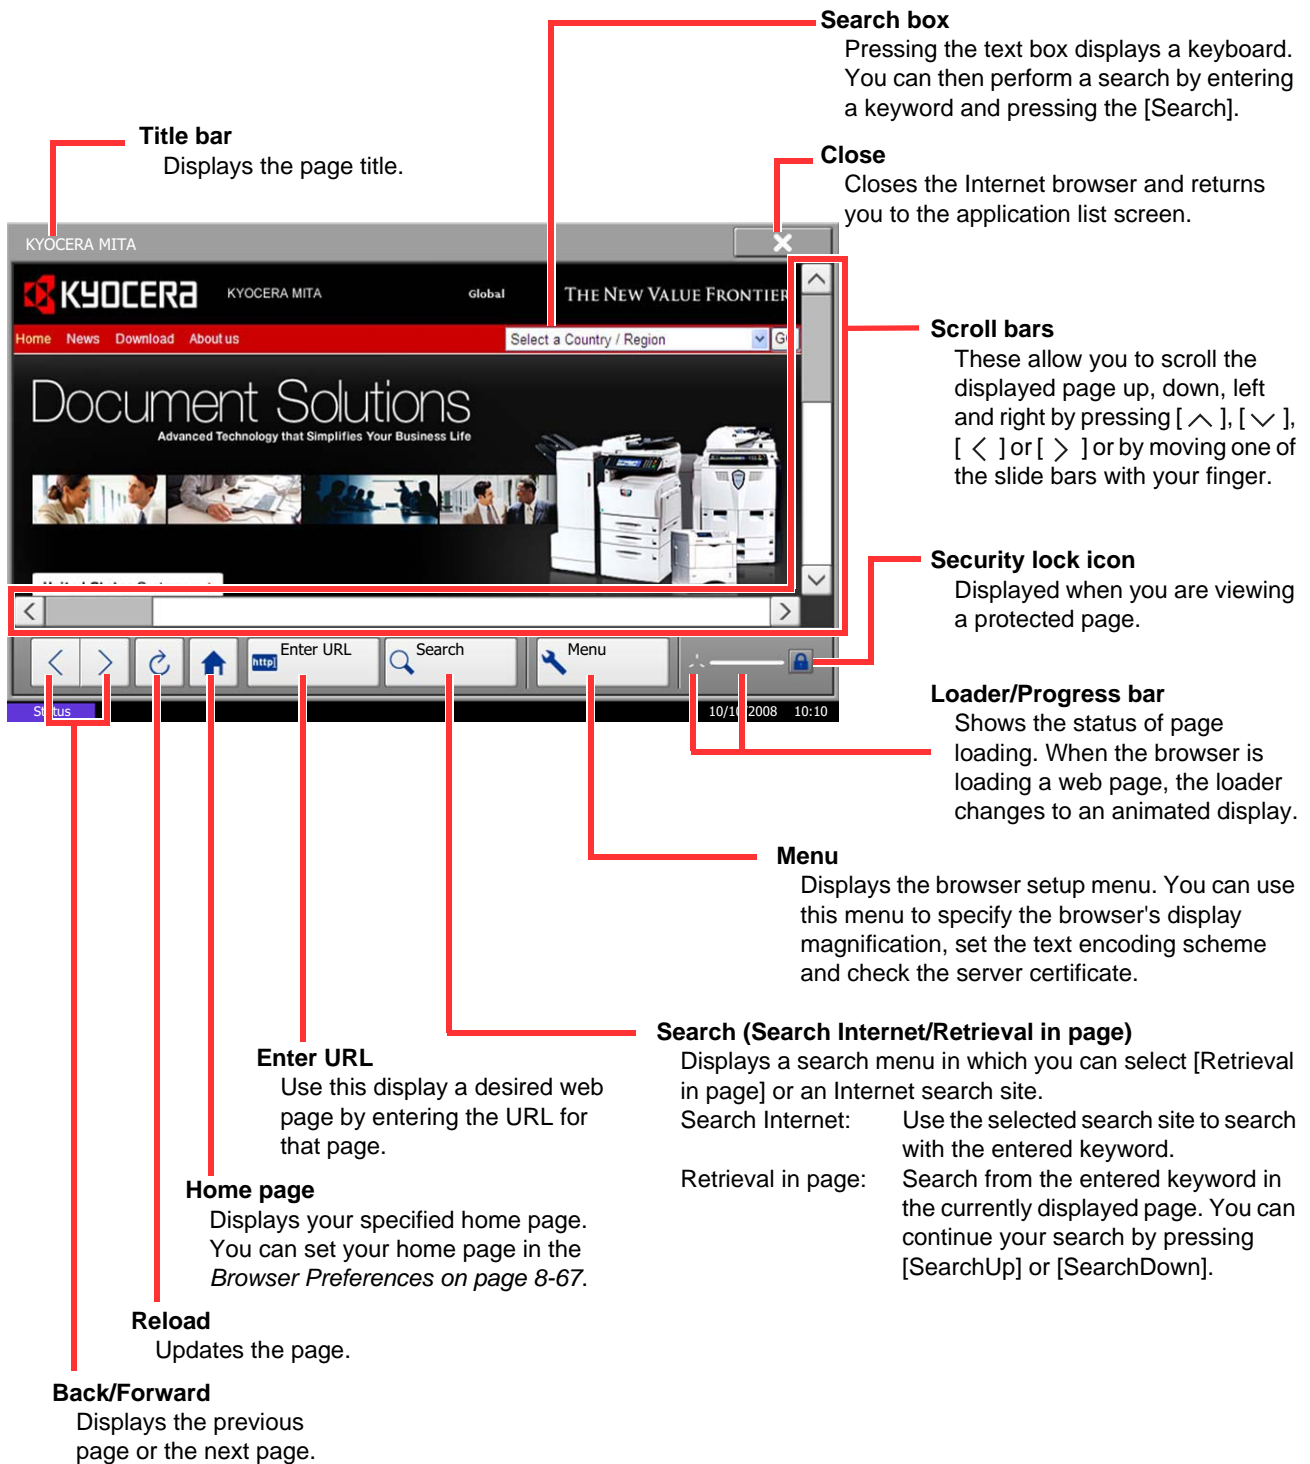 Search box
Pressing the text box displays a keyboard.
You can then perform a search by entering
a keyword and pressing the [Search].
Title bar
Displays the page title.
Close
Closes the Internet browser and returns
you to the application list screen.
KYOCERA MITA
KYOCERA
KYOCERA MITA
Global
THE NEW VALUE FRONTIER
Home News Download About us
Select a Country / Region
Document Solutions
Advanced Technology that Simplifies Your Business Life
Scroll bars
These allow you to scroll the
displayed page up, down, left
and right by pressing [ ︿ ], [ ﹀ ],
[ 〈 ] or [ 〉 ] or by moving one of
the slide bars with your finger.
Security lock icon
Displayed when you are viewing
a protected page.
http
Enter URL
Search
Menu
Status
10/10/2008 10:10
Loader/Progress bar
Shows the status of page
loading. When the browser is
loading a web page, the loader
changes to an animated display.
Menu
Displays the browser setup menu. You can use
this menu to specify the browser's display
magnification, set the text encoding scheme
and check the server certificate.
Search (Search Internet/Retrieval in page)
Displays a search menu in which you can select [Retrieval
in page] or an Internet search site.
Search Internet: Use the selected search site to search
with the entered keyword.
Retrieval in page: Search from the entered keyword in
the currently displayed page. You can
continue your search by pressing
[SearchUp] or [SearchDown].
Enter URL
Use this display a desired web
page by entering the URL for
that page.
Home page
Displays your specified home page.
You can set your home page in the
Browser Preferences on page 8-67.
Reload
Updates the page.
Back/Forward
Displays the previous
page or the next page.